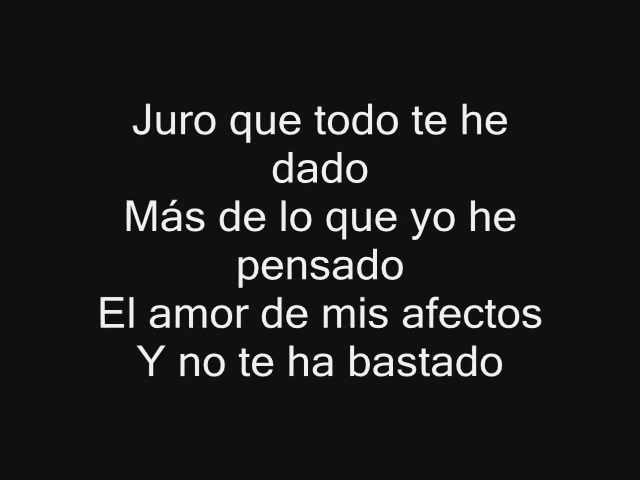 Juro que todo te he
dado
Más de lo que yo he
pensado
El amor de mis afectos
Y no te ha bastado